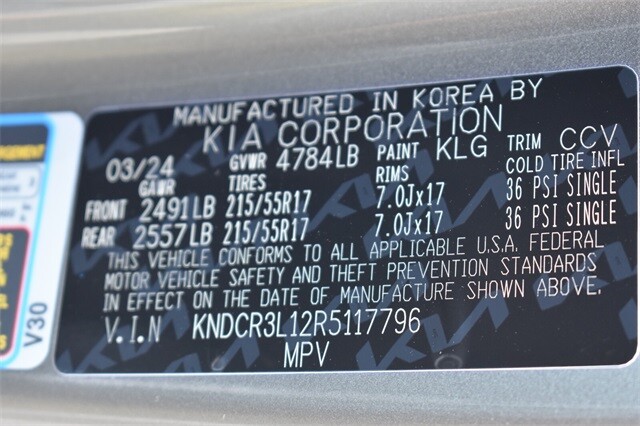 MANUFACTURED IN KOREA BY
KIA CORPORATION
03/24 GVWR 4784LB PAINT KLG TRIM CCV
GAWR TIRES RIMS COLD TIRE INFL
FRONT 2491LB 215/55R17 7.0Jx17 36 PSI SINGLE
REAR 2557LB 215/55R17 7.0Jx17 36 PSI SINGLE
THIS VEHICLE CONFORMS TO ALL APPLICABLE U.S.A. FEDERAL
MOTOR VEHICLE SAFETY AND THEFT PREVENTION STANDARDS
IN EFFECT ON THE DATE OF MANUFACTURE SHOWN ABOVE.
V.I.N KNDCR3L12R5117796
MPV
V30